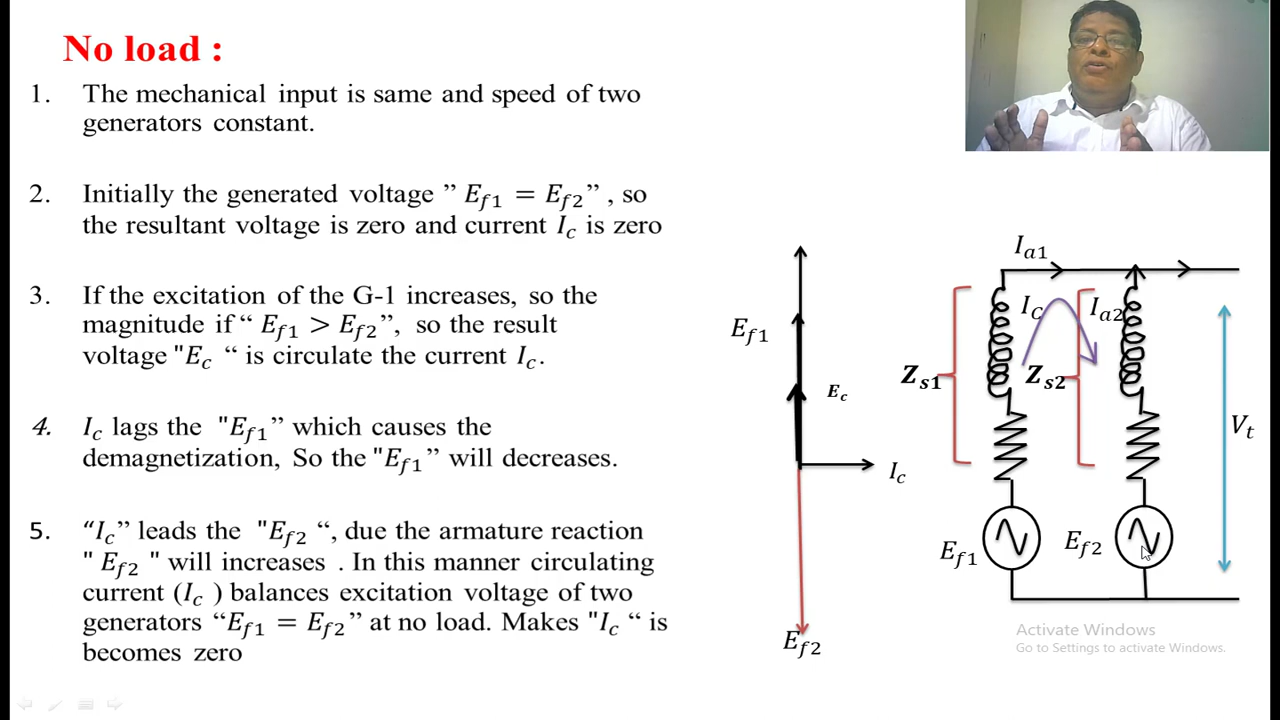 No load :
1. The mechanical input is same and speed of two
generators constant.
2. Initially the generated voltage ” E_f1 = E_f2” , so
the resultant voltage is zero and current I_c is zero
3. If the excitation of the G-1 increases, so the
magnitude if “ E_f1 > E_f2”, so the result
voltage "E_c “ is circulate the current I_c.
4. I_c lags the "E_f1” which causes the
demagnetization, So the "E_f1” will decreases.
5. “I_c” leads the "E_f2 “, due the armature reaction
" E_f2 " will increases . In this manner circulating
current (I_c ) balances excitation voltage of two
generators “E_f1 = E_f2” at no load. Makes "I_c “ is
becomes zero
E_f1
E_c
I_c
E_f2
I_a1
I_C
I_a2
Z_s1
Z_s2
V_t
E_f1
E_f2
Activate Windows
Go to Settings to activate Windows.